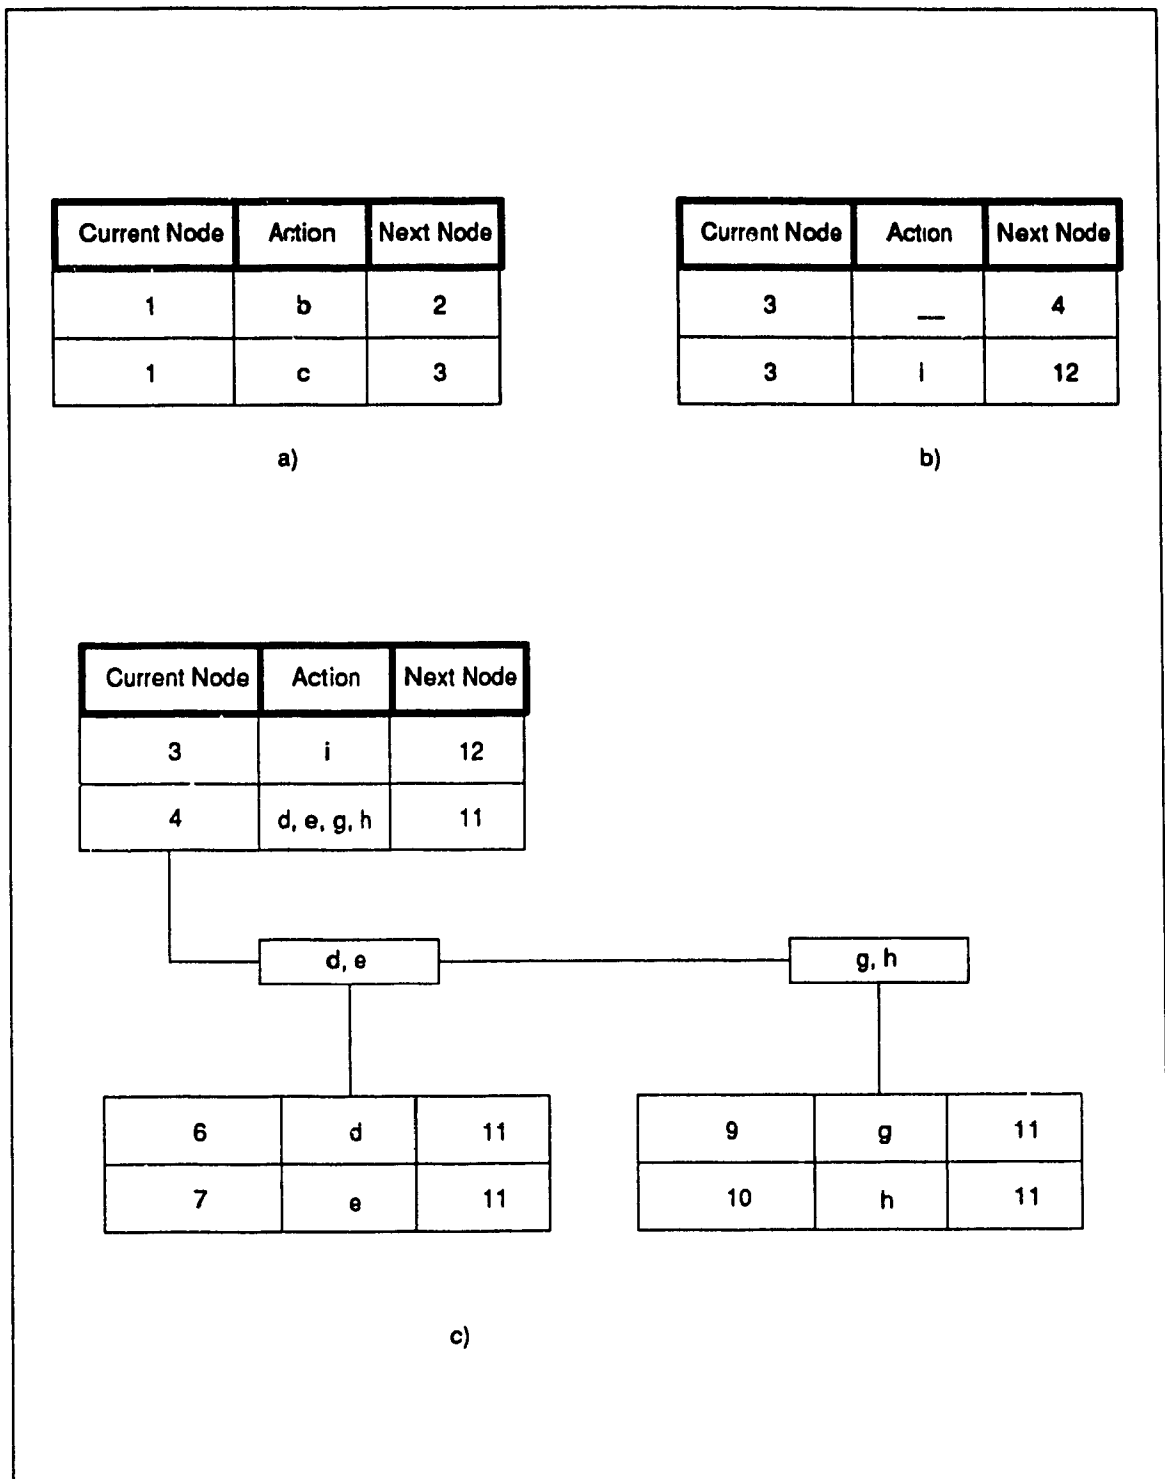 Current Node Action Next Node
1 b 2
1 c 3
a)
Current Node Action Next Node
3 __ 4
3 i 12
b)
Current Node Action Next Node
3 i 12
4 d, e, g, h 11
d, e
g, h
6 d 11
7 e 11
9 g 11
10 h 11
c)